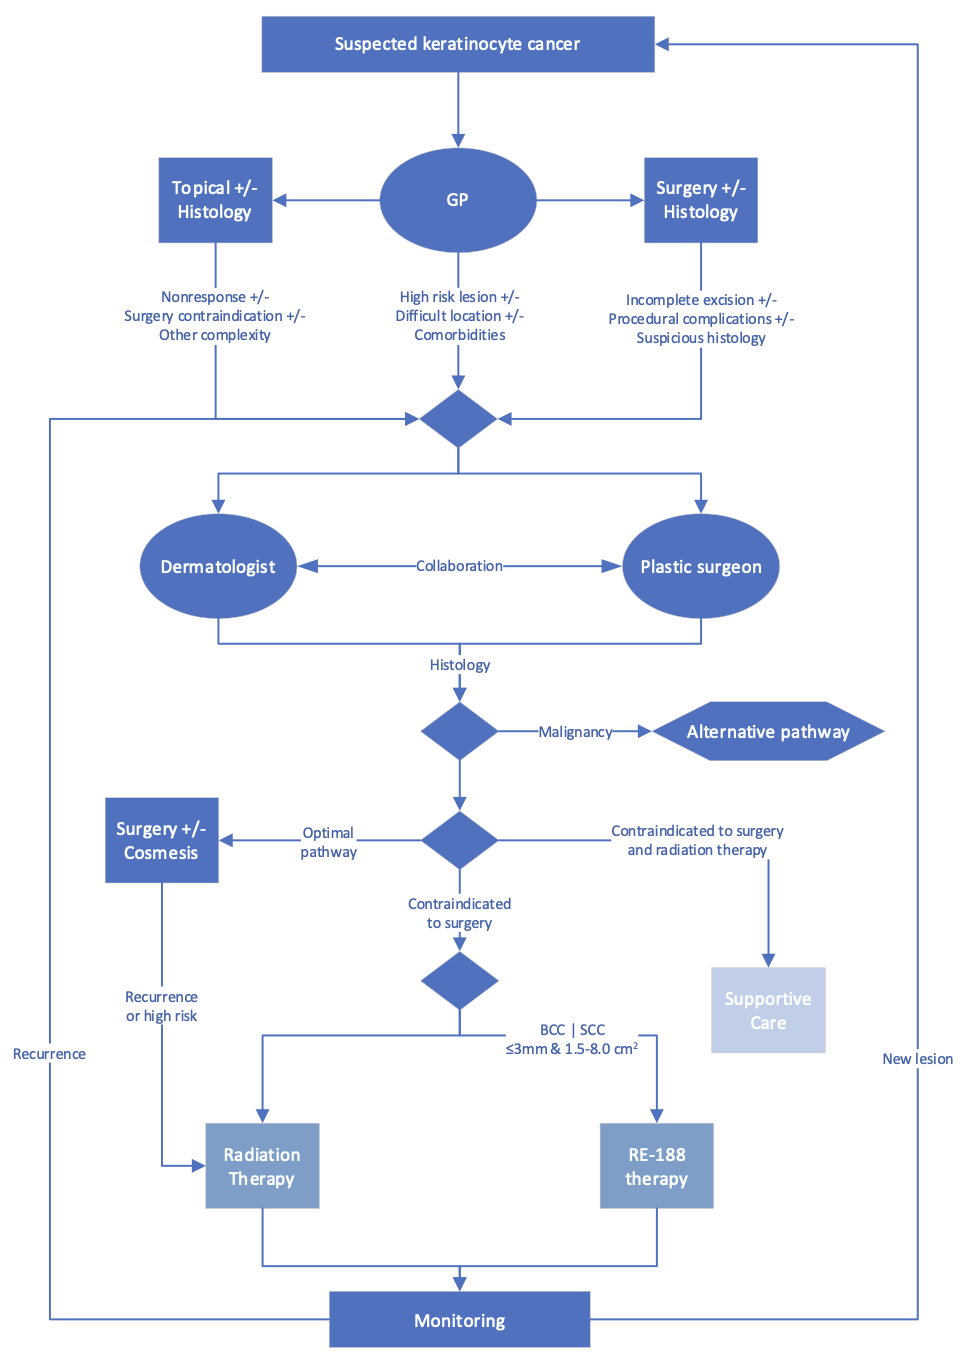 Suspected keratinocyte cancer
Topical +/-
Histology
GP
Surgery +/-
Histology
Nonresponse +/-
Surgery contraindication +/-
Other complexity
High risk lesion +/-
Difficult location +/-
Comorbidities
Incomplete excision +/-
Procedural complications +/-
Suspicious histology
Dermatologist
Collaboration
Plastic surgeon
Histology
Malignancy
Alternative pathway
Surgery +/-
Cosmesis
Optimal
pathway
Contraindicated to surgery
and radiation therapy
Contraindicated
to surgery
Recurrence
or high risk
Supportive
Care
BCC | SCC
≤3mm & 1.5-8.0 cm²
Recurrence
New lesion
Radiation
Therapy
RE-188
therapy
Monitoring